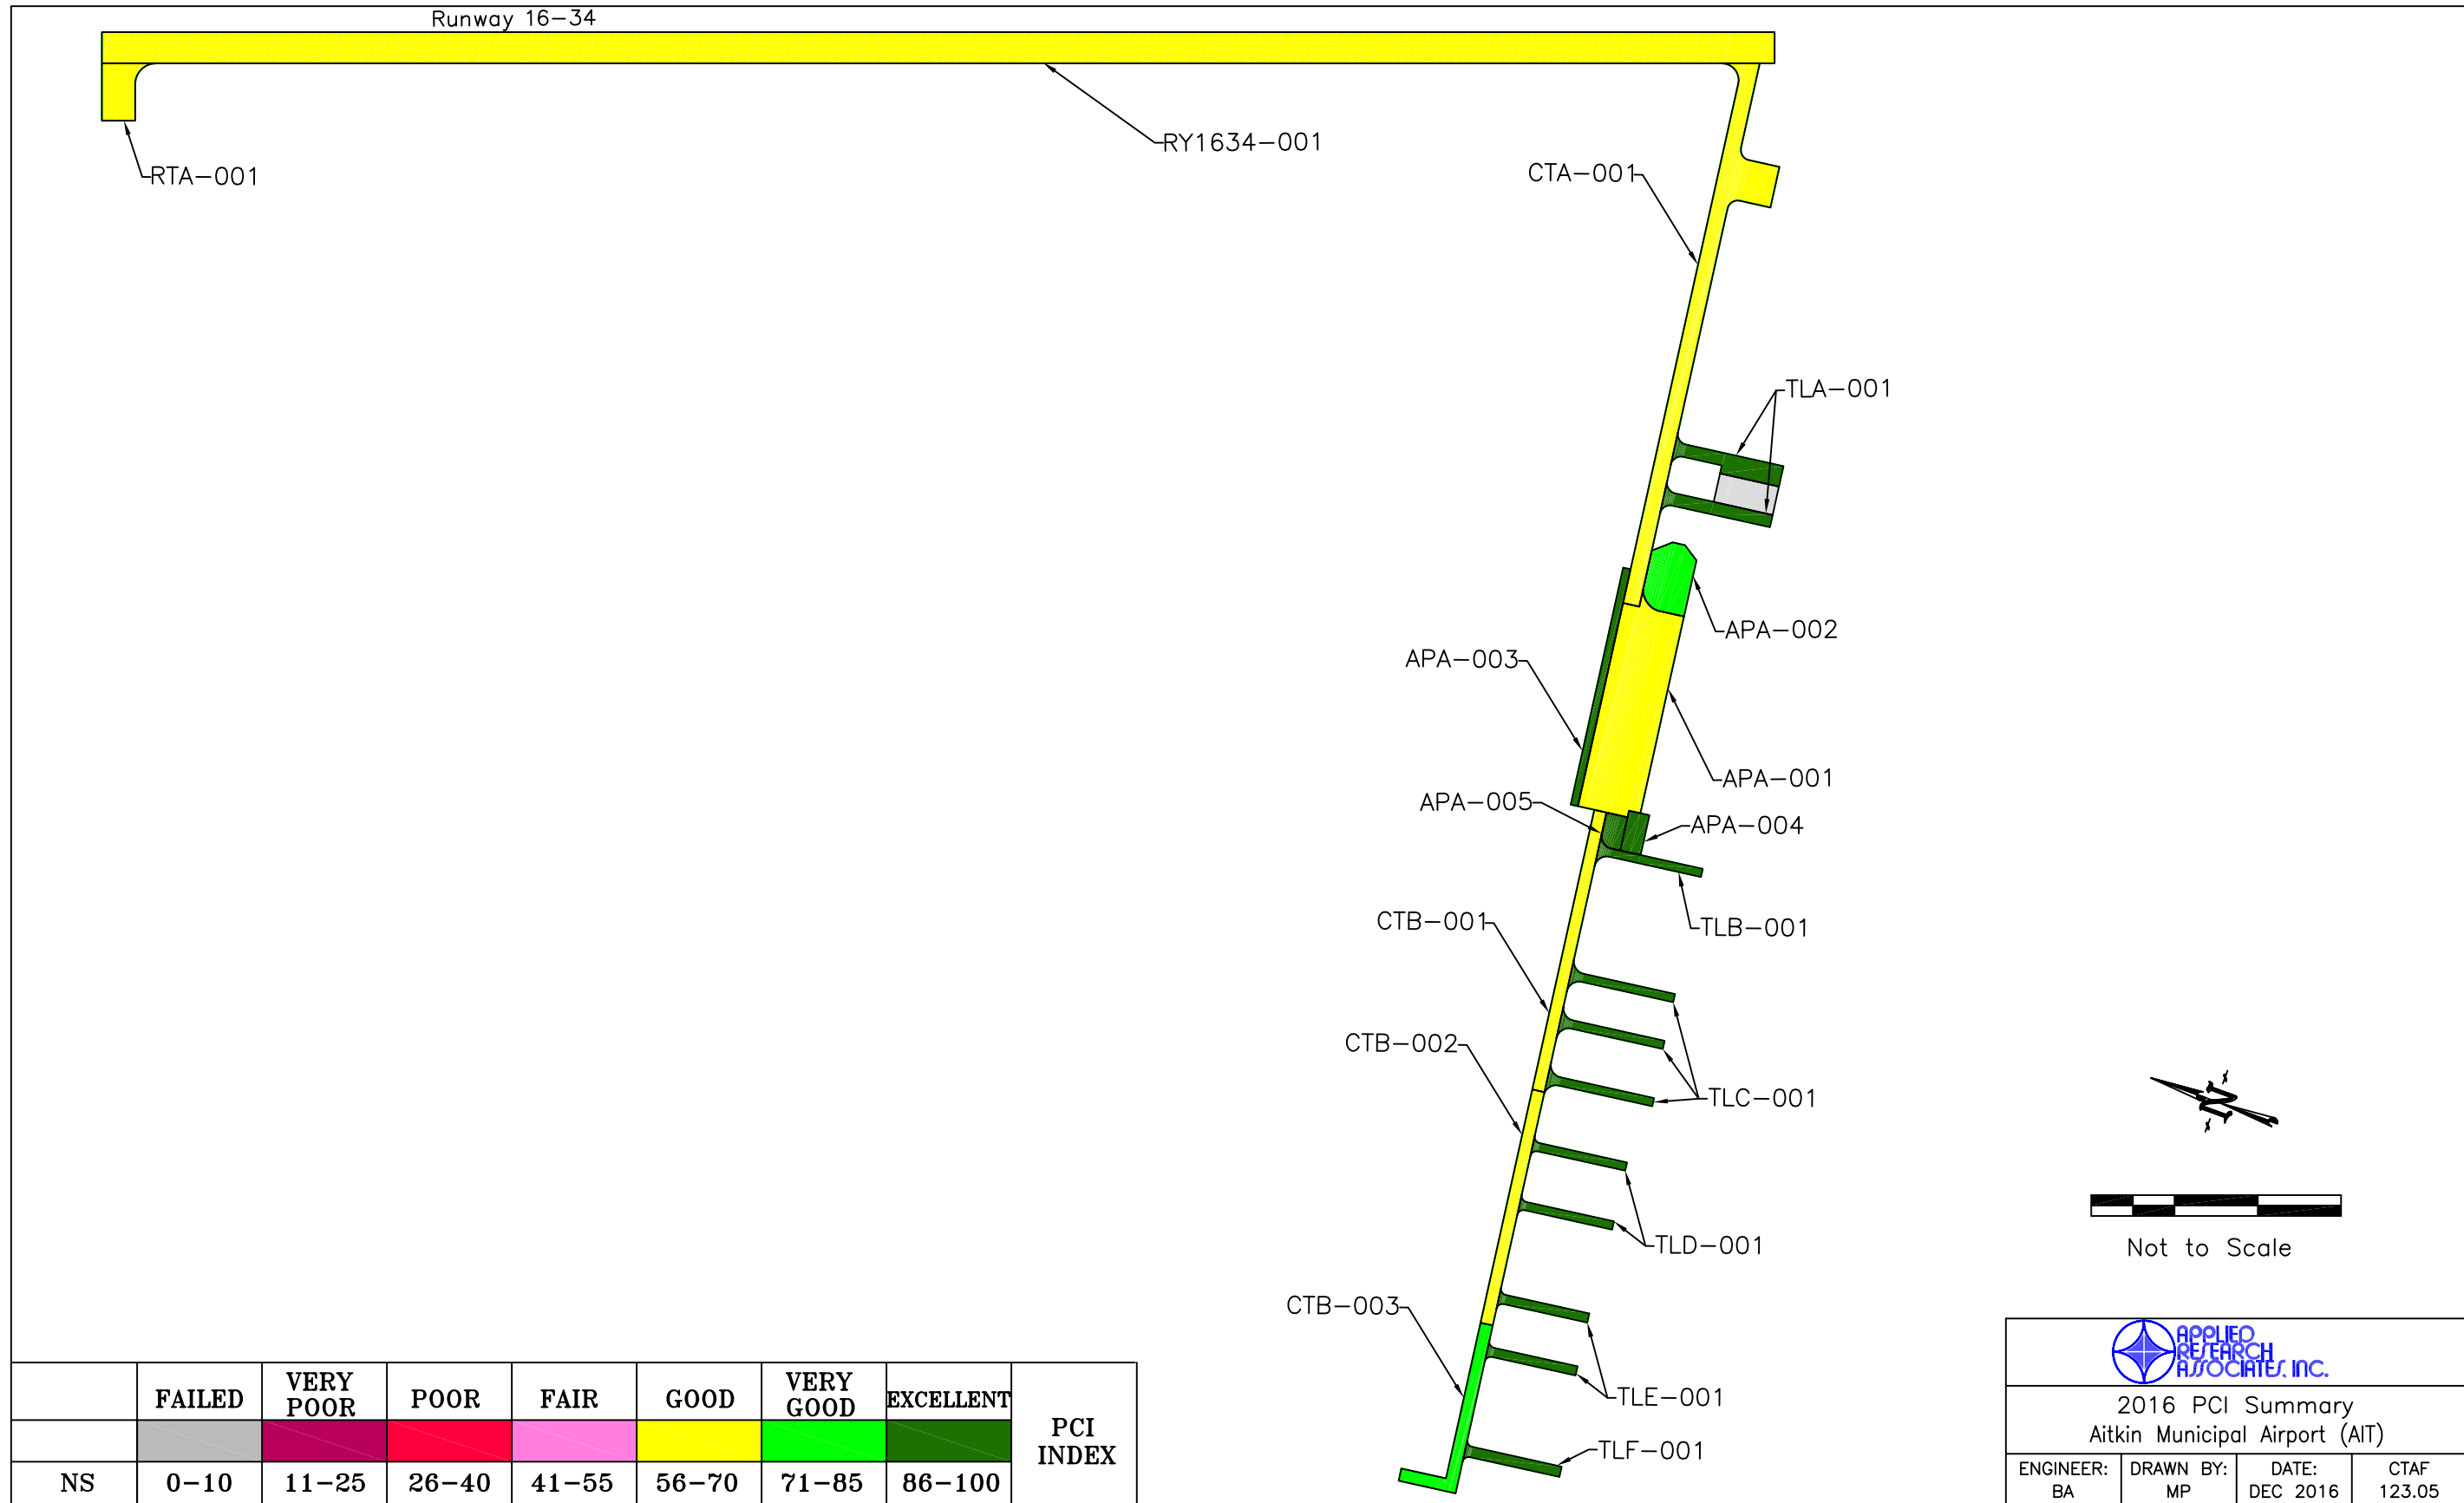 Runway 16-34
RY1634-001
RTA-001
CTA-001
TLA-001
APA-002
APA-003
APA-001
APA-005
APA-004
CTB-001
TLB-001
CTB-002
TLC-001
TLD-001
CTB-003
TLE-001
TLF-001
N
Not to Scale
FAILED
VERY
POOR
POOR
FAIR
GOOD
VERY
GOOD
EXCELLENT
PCI
INDEX
NS
0-10
11-25
26-40
41-55
56-70
71-85
86-100
APPLIED
RESEARCH
ASSOCIATES, INC.
2016 PCI Summary
Aitkin Municipal Airport (AIT)
ENGINEER:
BA
DRAWN BY:
MP
DATE:
DEC 2016
CTAF
123.05